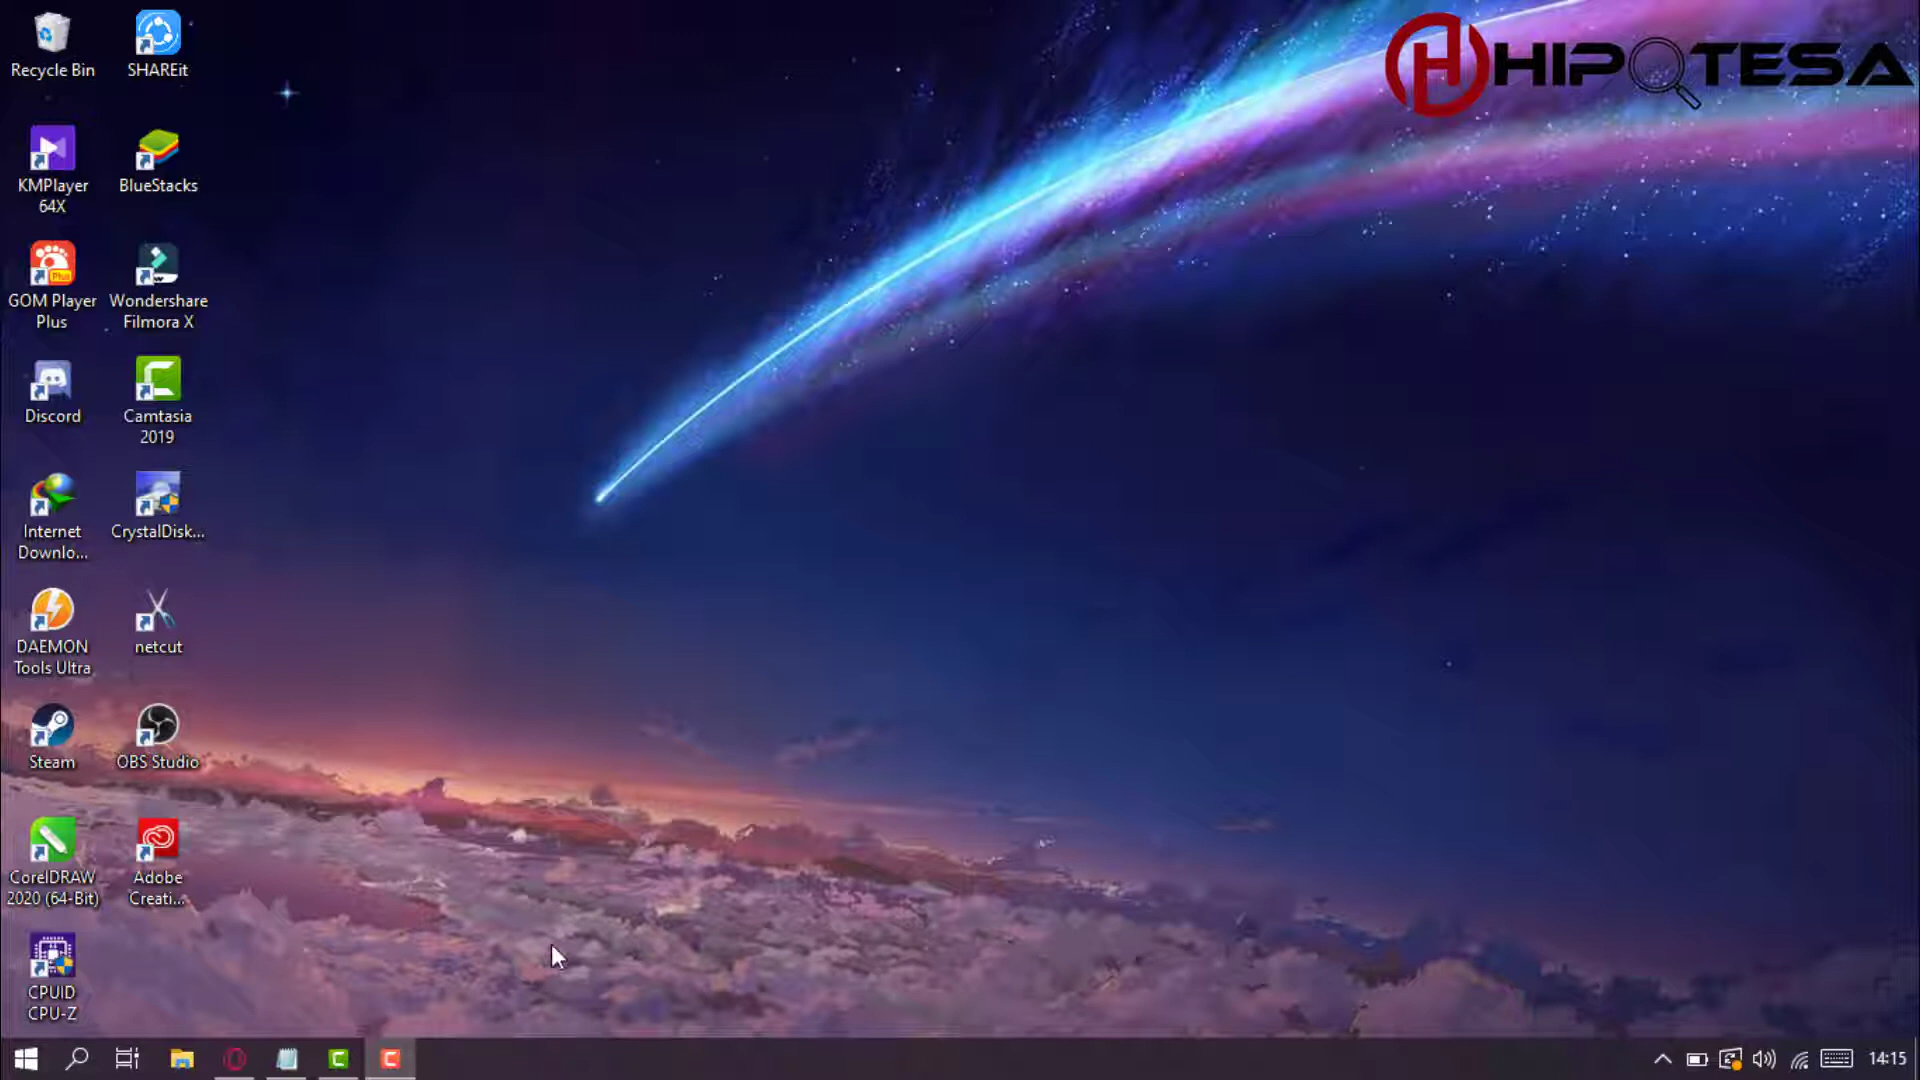 Recycle Bin
SHAREit
HIPOTESA
KMPlayer
64X
BlueStacks
GOM Player
Plus
Wondershare
Filmora X
Discord
Camtasia
2019
Internet
Downlo...
CrystalDisk...
DAEMON
Tools Ultra
netcut
Steam
OBS Studio
CorelDRAW
2020 (64-Bit)
Adobe
Creati...
CPUID
CPU-Z
14:15